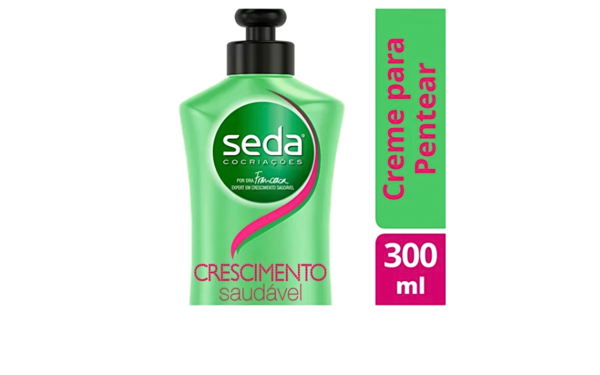 seda
COCRIAÇÕES
POR DRA Francesca
EXPERT EM CRESCIMENTO SAUDÁVEL
CRESCIMENTO
saudável
Creme para
Pentear
300
ml